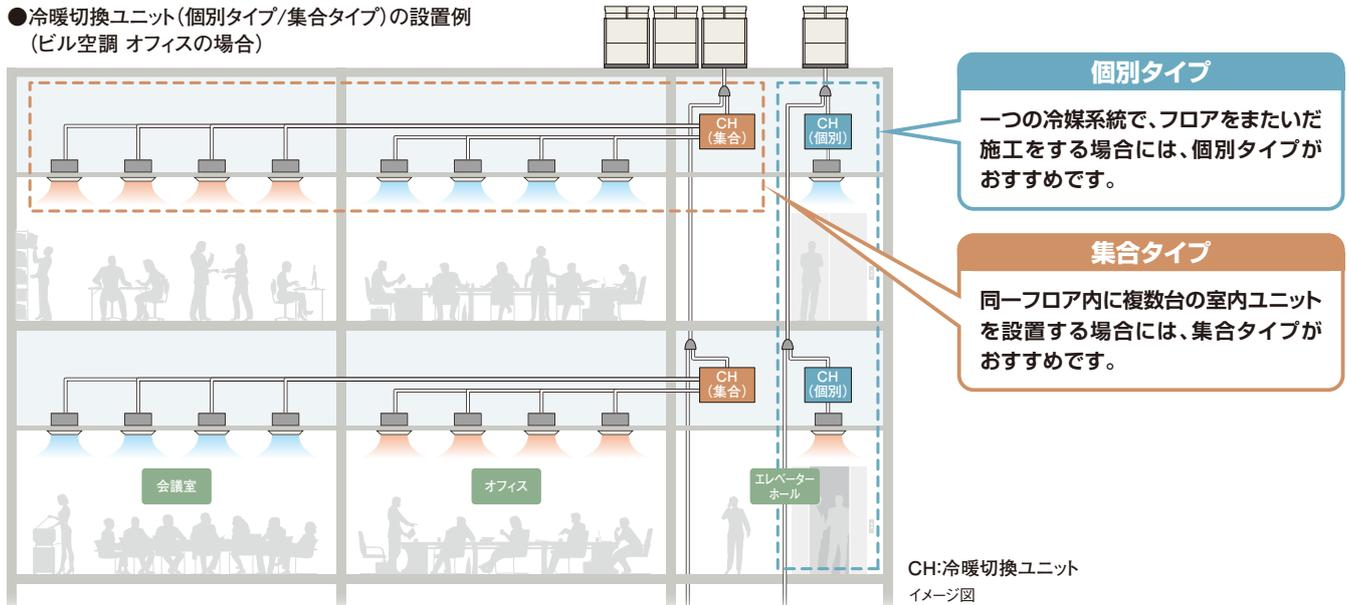 ●冷暖切換ユニット(個別タイプ/集合タイプ)の設置例
(ビル空調 オフィスの場合)
CH
(集合)
CH
(個別)
個別タイプ
一つの冷媒系統で、フロアをまたいだ
施工をする場合には、個別タイプが
おすすめです。
集合タイプ
同一フロア内に複数台の室内ユニット
を設置する場合には、集合タイプが
おすすめです。
CH
(集合)
CH
(個別)
会議室
オフィス
エレベーター
ホール
CH:冷暖切換ユニット
イメージ図